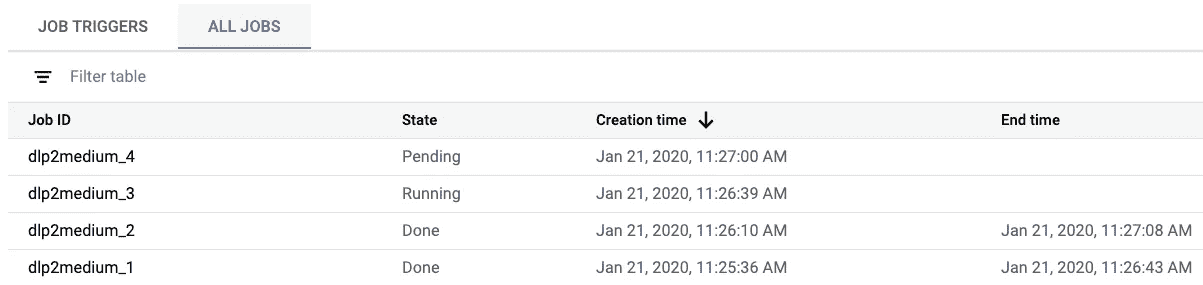 JOB TRIGGERS ALL JOBS
Filter table
Job ID State Creation time End time
dlp2medium_4 Pending Jan 21, 2020, 11:27:00 AM
dlp2medium_3 Running Jan 21, 2020, 11:26:39 AM
dlp2medium_2 Done Jan 21, 2020, 11:26:10 AM Jan 21, 2020, 11:27:08 AM
dlp2medium_1 Done Jan 21, 2020, 11:25:36 AM Jan 21, 2020, 11:26:43 AM